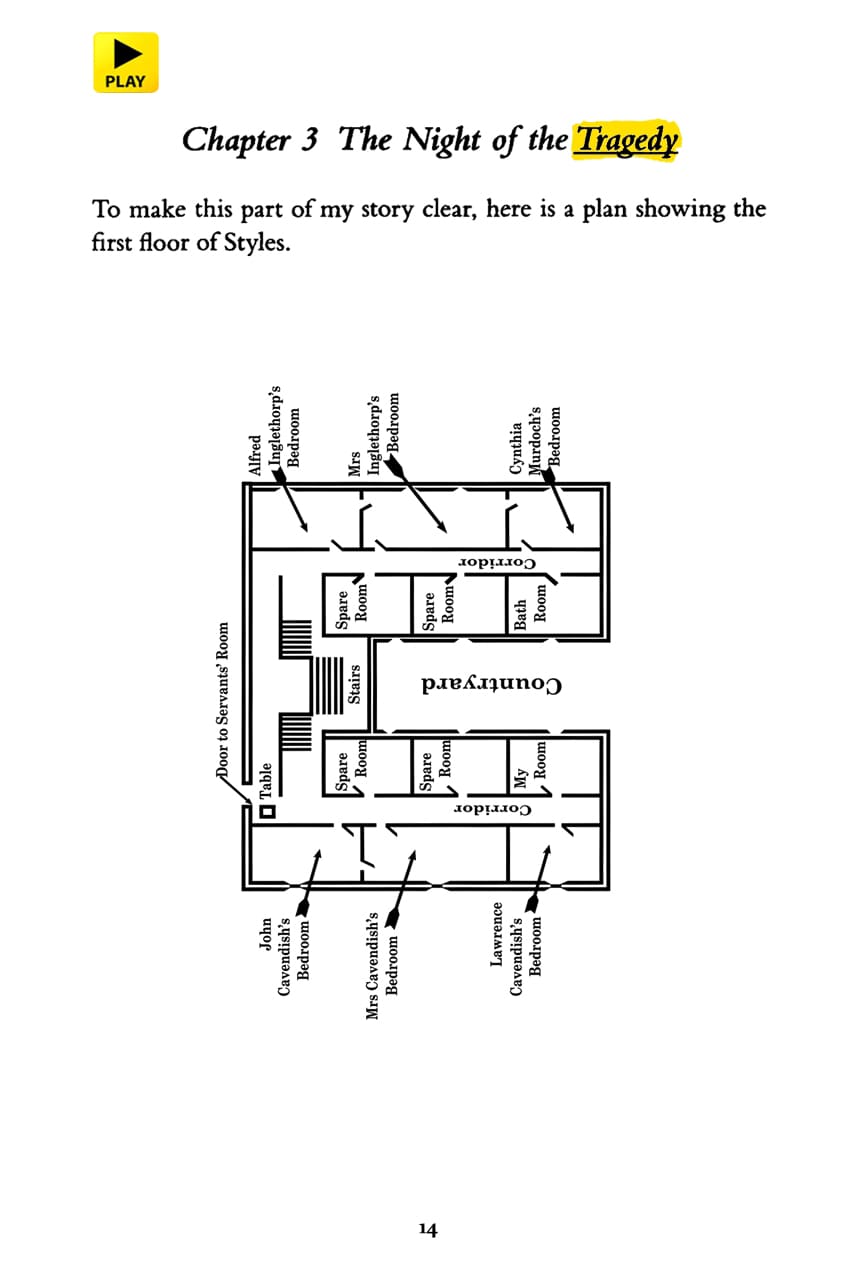 PLAY
Chapter 3 The Night of the Tragedy
To make this part of my story clear, here is a plan showing the
first floor of Styles.
Alfred
Inglethorp's
Bedroom
Mrs
Inglethorp's
Bedroom
Cynthia
Murdoch's
Bedroom
Corridor
Spare
Room
Spare
Room
Bath
Room
Door to Servants' Room
Stairs
Countryard
Table
Spare
Room
Spare
Room
My
Room
Corridor
John
Cavendish's
Bedroom
Mrs Cavendish's
Bedroom
Lawrence
Cavendish's
Bedroom
14